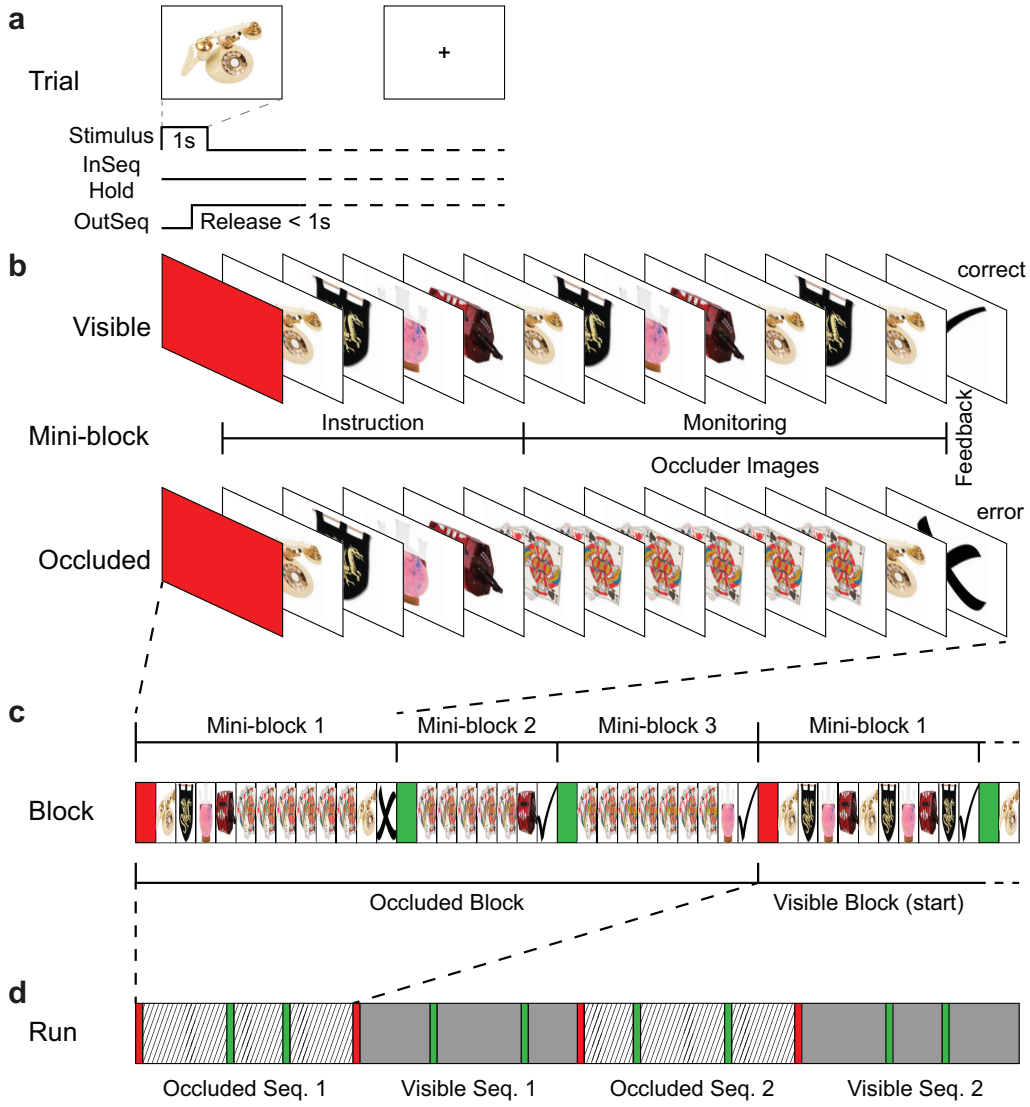 a
Trial
+
Stimulus
1s
InSeq
Hold
OutSeq
Release < 1s
b
correct
Visible
Mini-block
Instruction
Monitoring
Feedback
Occluder Images
Occluded
error
c
Mini-block 1
Mini-block 2
Mini-block 3
Mini-block 1
Block
Occluded Block
Visible Block (start)
d
Run
Occluded Seq. 1
Visible Seq. 1
Occluded Seq. 2
Visible Seq. 2